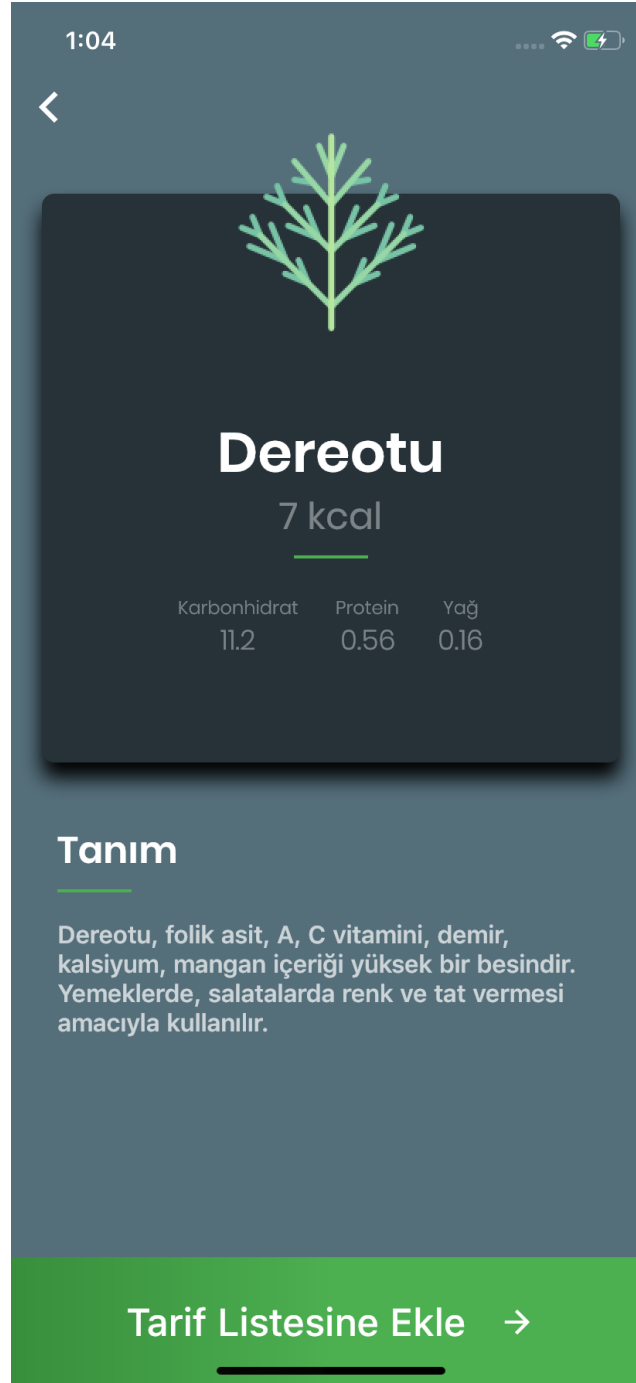 1:04
Dereotu
7 kcal
Karbonhidrat Protein Yağ
11.2 0.56 0.16
Tanım
Dereotu, folik asit, A, C vitamini, demir,
kalsiyum, mangan içeriği yüksek bir besindir.
Yemeklerde, salatalarda renk ve tat vermesi
amacıyla kullanılır.
Tarif Listesine Ekle